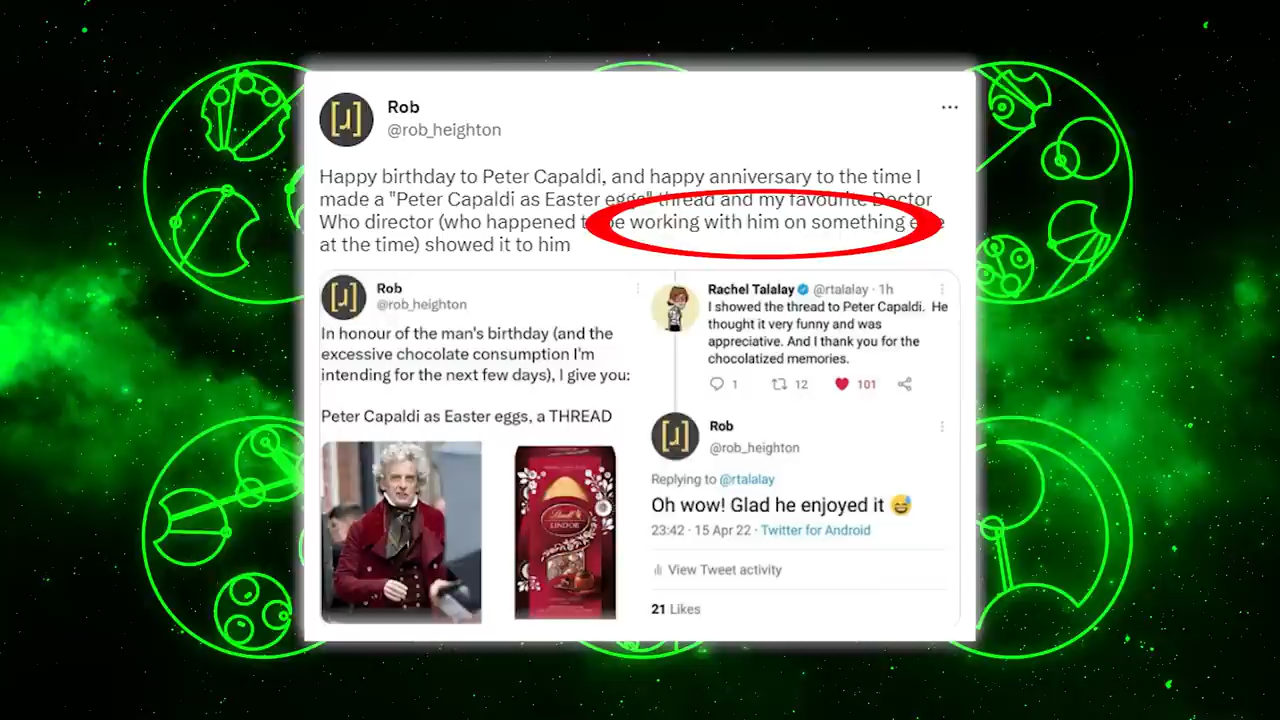 Rob
@rob_heighton
Happy birthday to Peter Capaldi, and happy anniversary to the time I
made a "Peter Capaldi as Easter eggs" thread and my favourite Doctor
Who director (who happened to be working with him on something else
at the time) showed it to him
Rob
@rob_heighton
In honour of the man's birthday (and the
excessive chocolate consumption I'm
intending for the next few days), I give you:
Peter Capaldi as Easter eggs, a THREAD
Lindt
LINDOR
Rachel Talalay @rtalalay · 1h
I showed the thread to Peter Capaldi. He
thought it very funny and was
appreciative. And I thank you for the
chocolatized memories.
1 12 101
Rob
@rob_heighton
Replying to @rtalalay
Oh wow! Glad he enjoyed it 😅
23:42 · 15 Apr 22 · Twitter for Android
View Tweet activity
21 Likes